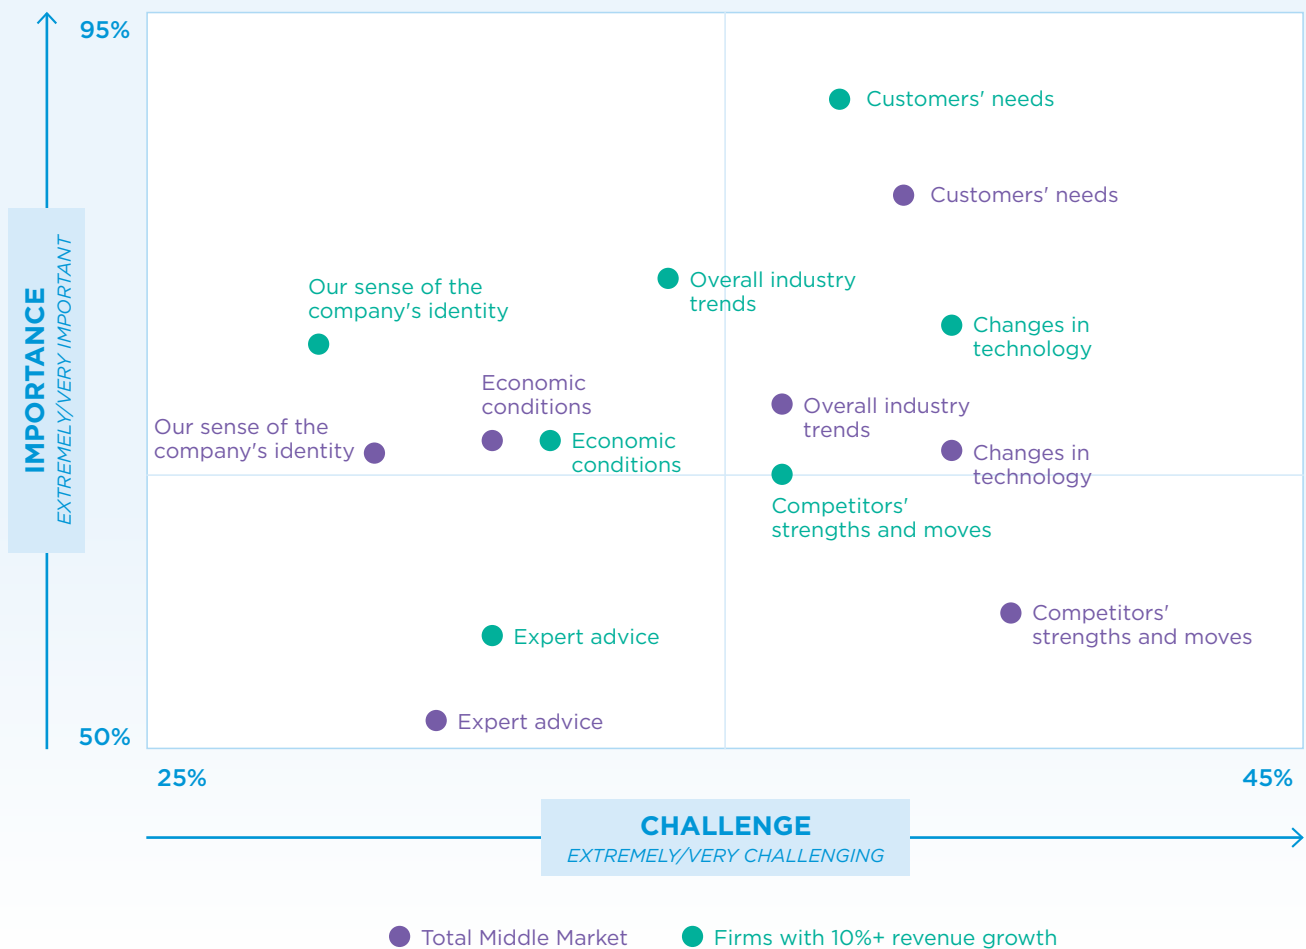 95%
Customers' needs
Customers' needs
Our sense of the
company's identity
Overall industry
trends
Changes in
technology
Economic
conditions
Overall industry
trends
Our sense of the
company's identity
Economic
conditions
Changes in
technology
Competitors'
strengths and moves
Competitors'
strengths and moves
Expert advice
Expert advice
IMPORTANCE
EXTREMELY/VERY IMPORTANT
50%
25%
45%
CHALLENGE
EXTREMELY/VERY CHALLENGING
Total Middle Market
Firms with 10%+ revenue growth